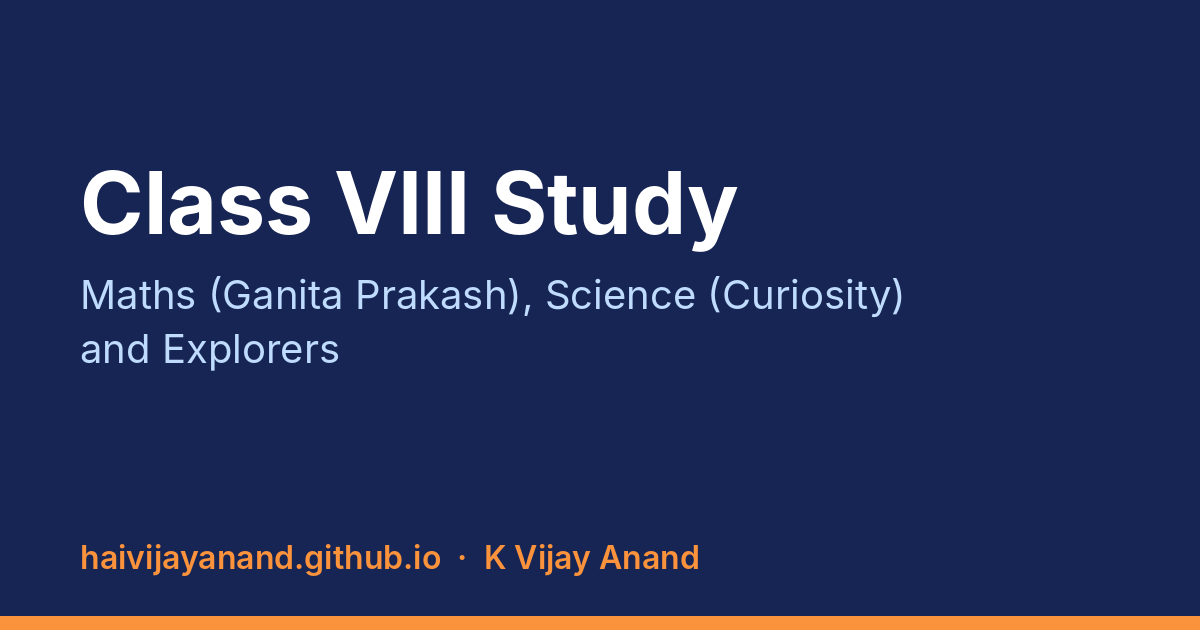 Class VIII Study
Maths (Ganita Prakash), Science (Curiosity)
and Explorers
haivijayanand.github.io · K Vijay Anand